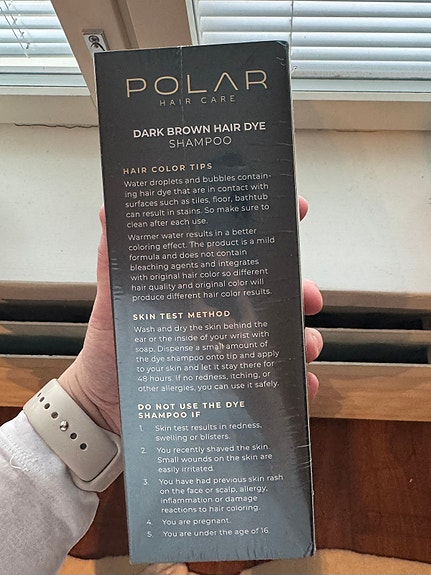 POLAR
HAIR CARE
DARK BROWN HAIR DYE
SHAMPOO
HAIR COLOR TIPS
Water droplets and bubbles contain-
ing hair dye that are in contact with
surfaces such as tiles, floor, bathtub
can result in stains. So make sure to
clean after each use.
Warmer water results in a better
coloring effect. The product is a mild
formula and does not contain
bleaching agents and integrates
with original hair color so different
hair quality and original color will
produce different hair color results.
SKIN TEST METHOD
Wash and dry the skin behind the
ear or the inside of your wrist with
soap. Dispense a small amount of
the dye shampoo onto tip and apply
to your skin and let it stay there for
48 hours. If no redness, itching, or
other allergies, you can use it safely.
DO NOT USE THE DYE
SHAMPOO IF
1. Skin test results in redness,
swelling or blisters.
2. You recently shaved the skin.
Small wounds on the skin are
easily irritated.
3. You have had previous skin rash
on the face or scalp, allergy,
inflammation or damage
reactions to hair coloring.
4. You are pregnant.
5. You are under the age of 16.